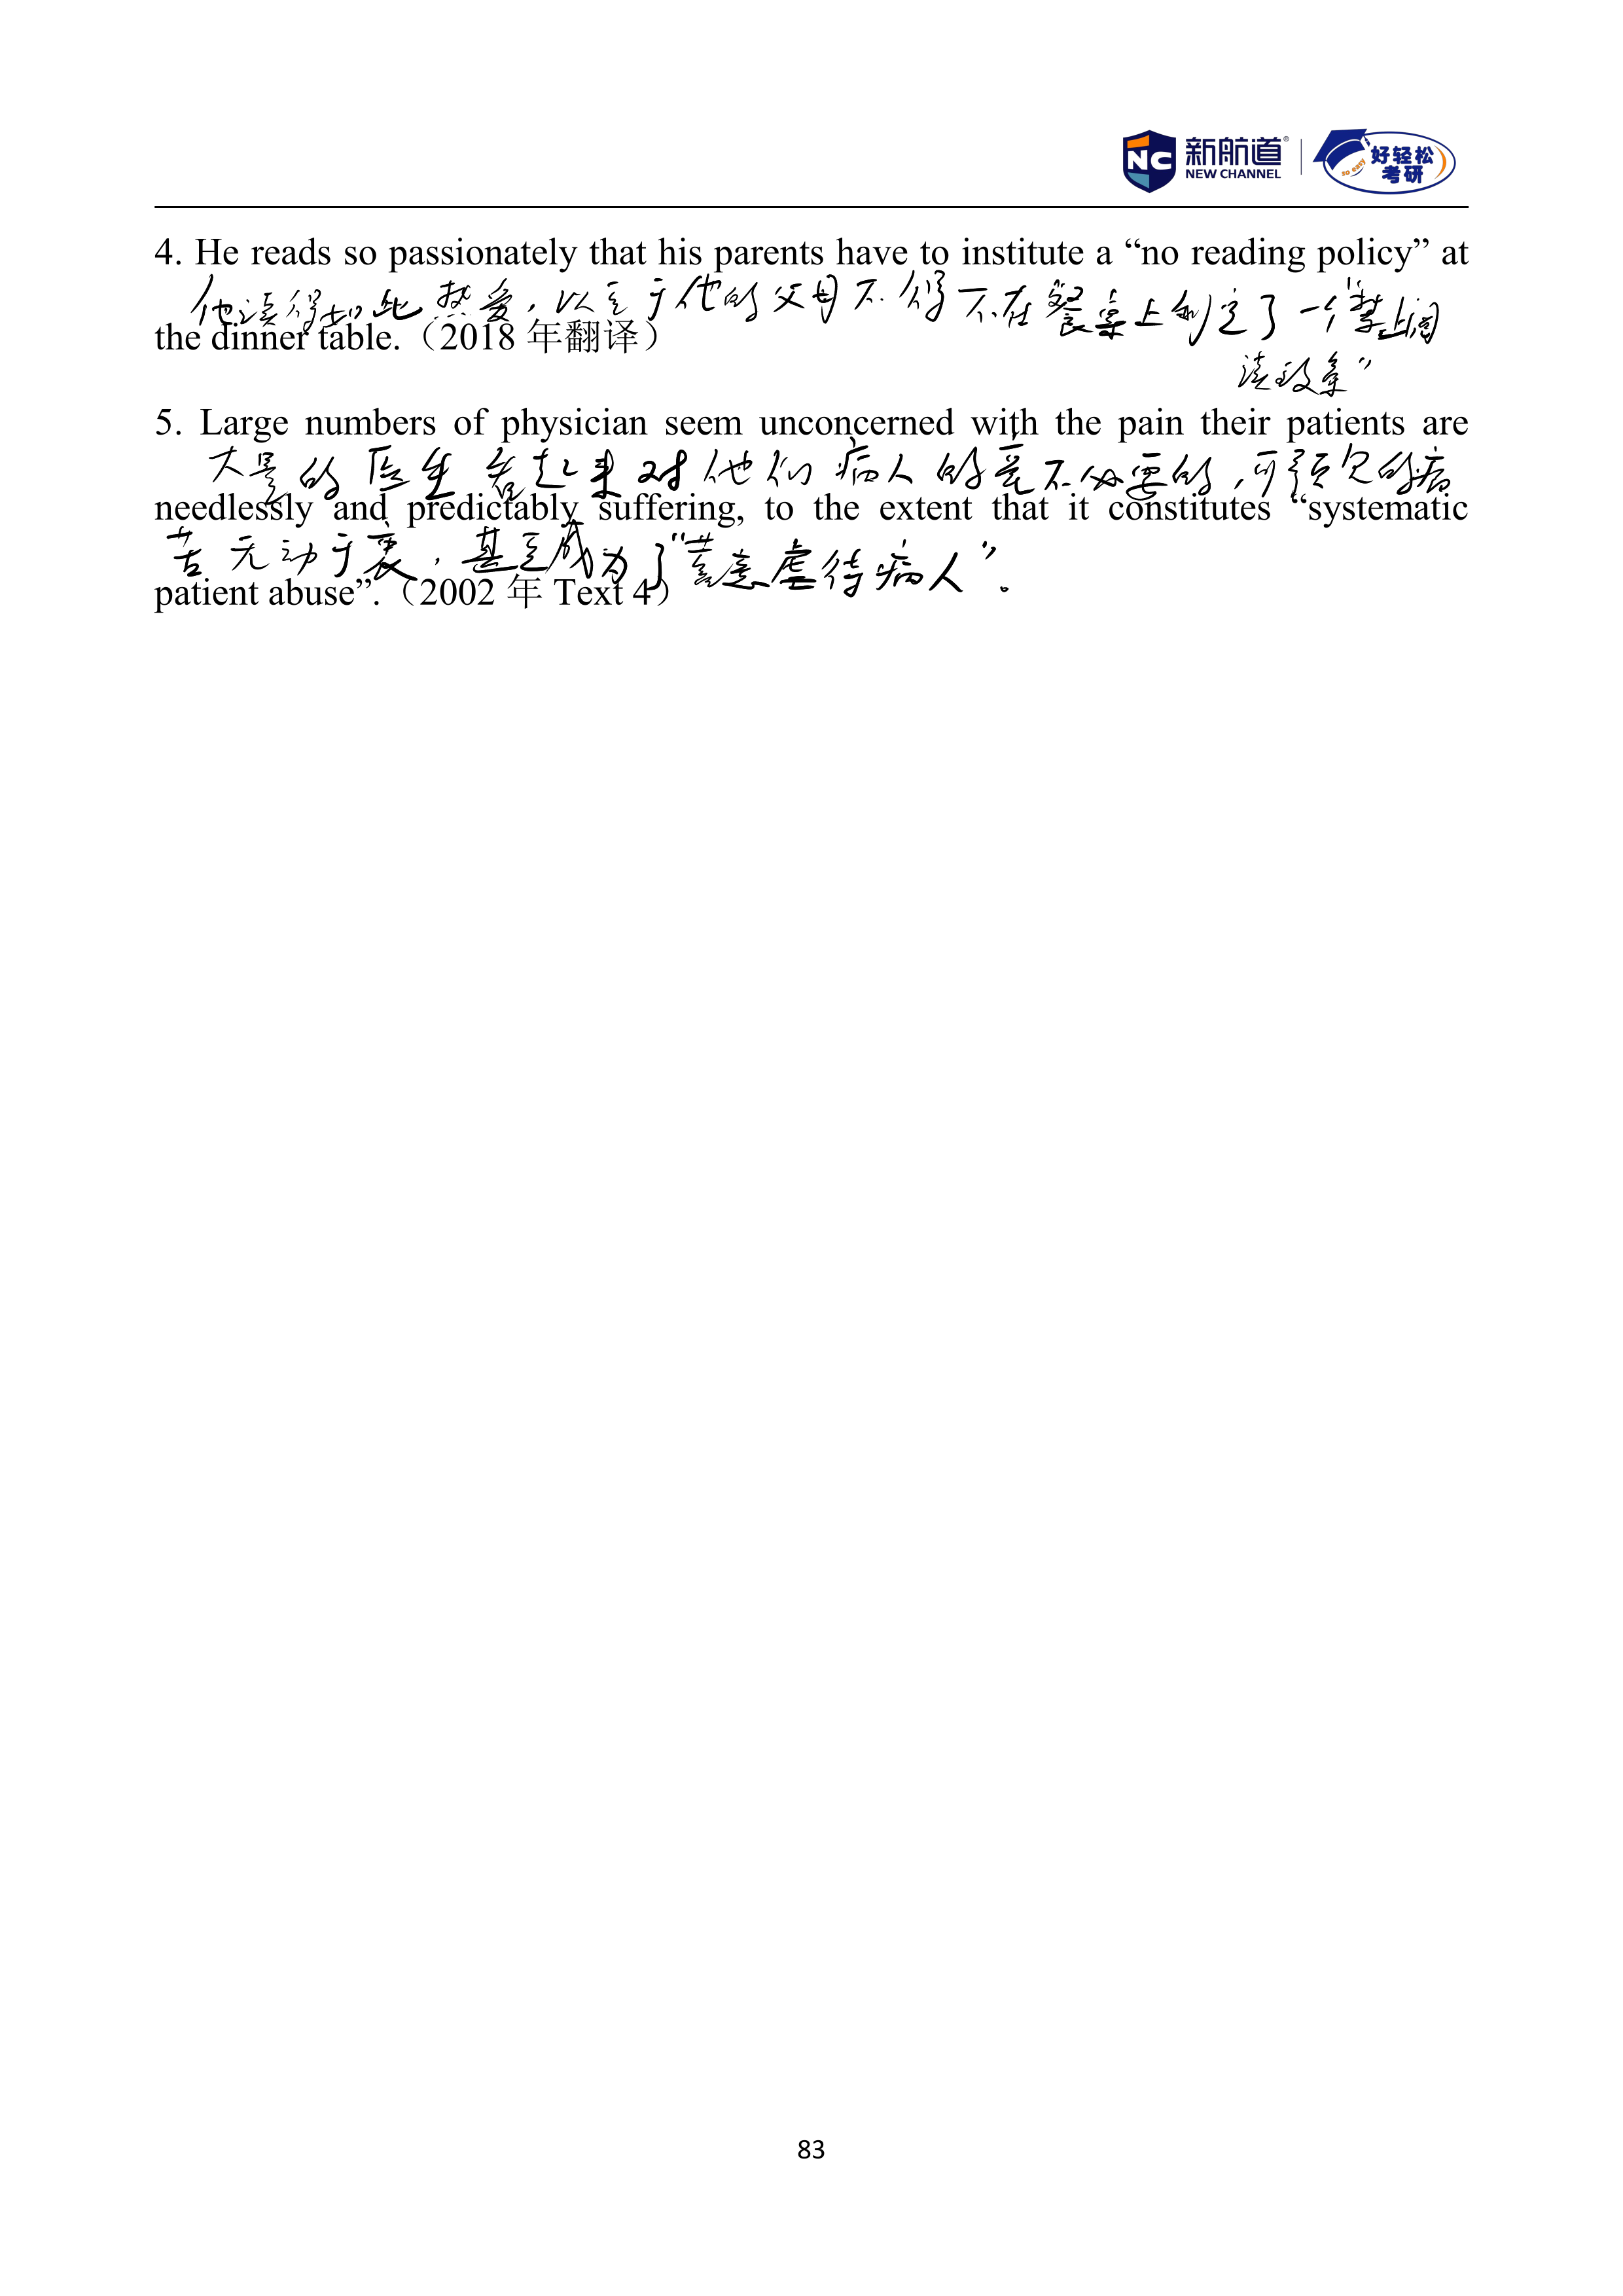 NC 新航道® NEW CHANNEL so easy 好轻松 考研
4. He reads so passionately that his parents have to institute a “no reading policy” at
他读得如此热爱，以至于他的父母不得不在餐桌上制定了一个“禁止阅
the dinner table.（2018 年翻译）
读政策”
5. Large numbers of physician seem unconcerned with the pain their patients are
大量的医生看起来对他们病人的 不必要的，可预见的病
needlessly and predictably suffering, to the extent that it constitutes “systematic
苦无动于衷，甚至成为了“蓄意虐待病人”。
patient abuse”.（2002 年 Text 4）
83